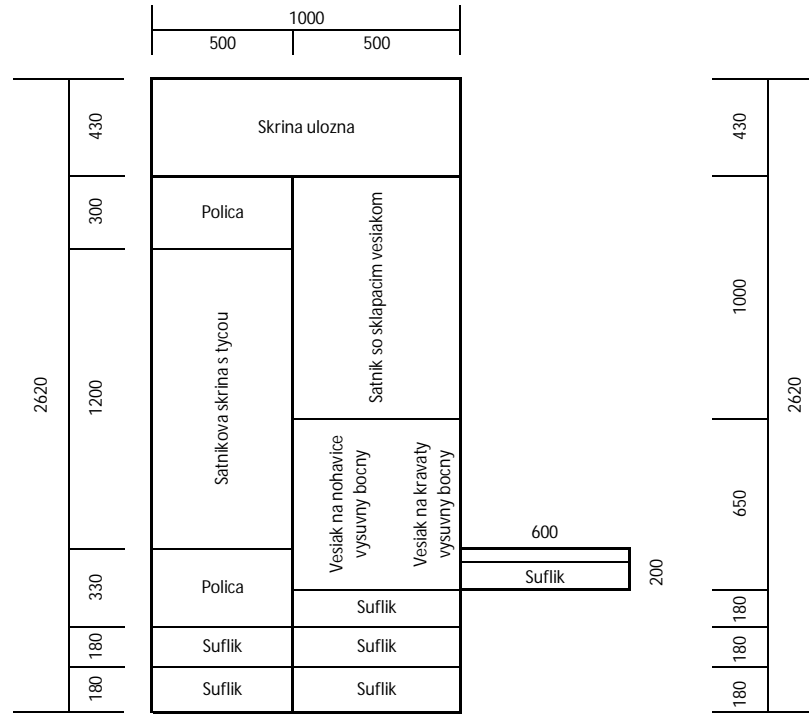 1000
500 500
430 Skrina ulozna 430
300 Polica
Satnik so sklapacim vesiakom
1000
2620
1200
Satnikova skrina s tycou
2620
Vesiak na nohavice
vysuvny bocny
Vesiak na kravaty
vysuvny bocny
650
600
Suflik 200
330 Polica
Suflik 180
180 Suflik Suflik 180
180 Suflik Suflik 180